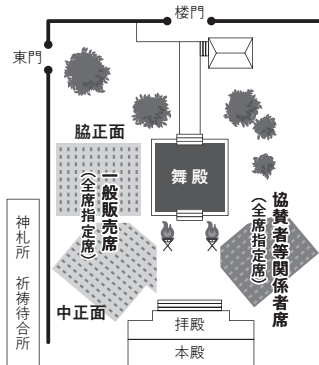 楼門
東門
脇正面
一般販売席
(全席指定席)
舞殿
協賛者等関係者席
(全席指定席)
神札所 祈祷待合所
中正面
拝殿
本殿